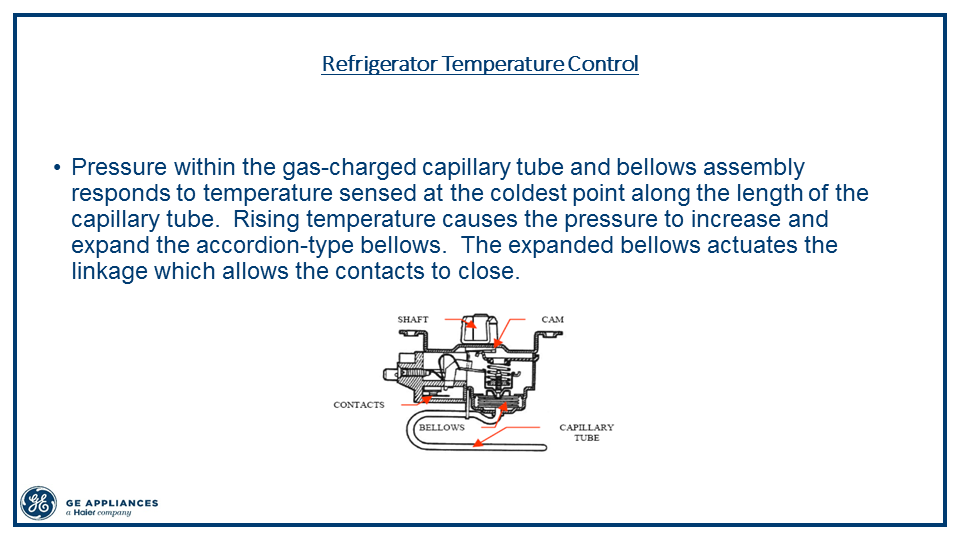 Refrigerator Temperature Control
• Pressure within the gas-charged capillary tube and bellows assembly
responds to temperature sensed at the coldest point along the length of the
capillary tube.  Rising temperature causes the pressure to increase and
expand the accordion-type bellows.  The expanded bellows actuates the
linkage which allows the contacts to close.
SHAFT
CAM
CONTACTS
BELLOWS
CAPILLARY
TUBE
GE
GE APPLIANCES
a Haier company